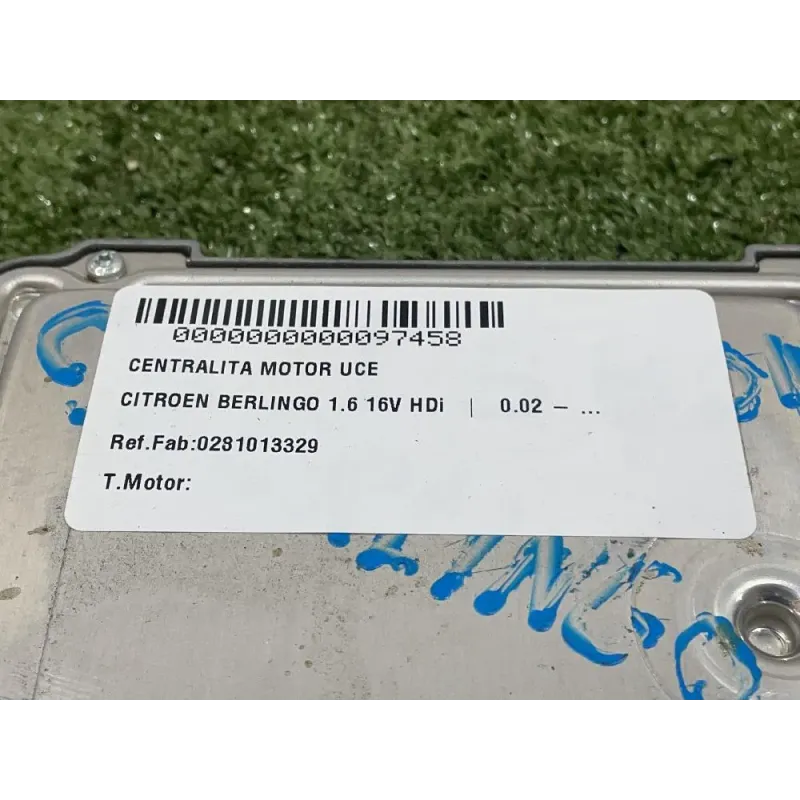 0000000000097458
CENTRALITA MOTOR UCE
CITROEN BERLINGO 1.6 16V HDi | 0.02 – ...
Ref.Fab:0281013329
T.Motor: